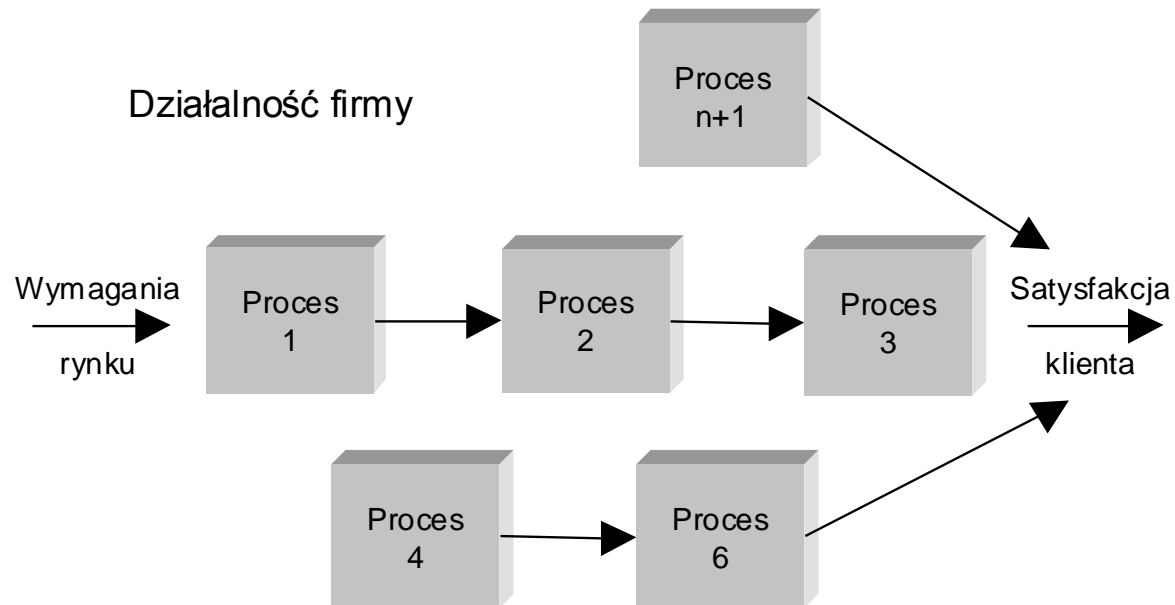 Działalność firmy
Proces
n+1
Wymagania
rynku
Proces
1
Proces
2
Proces
3
Satysfakcja
klienta
Proces
4
Proces
6